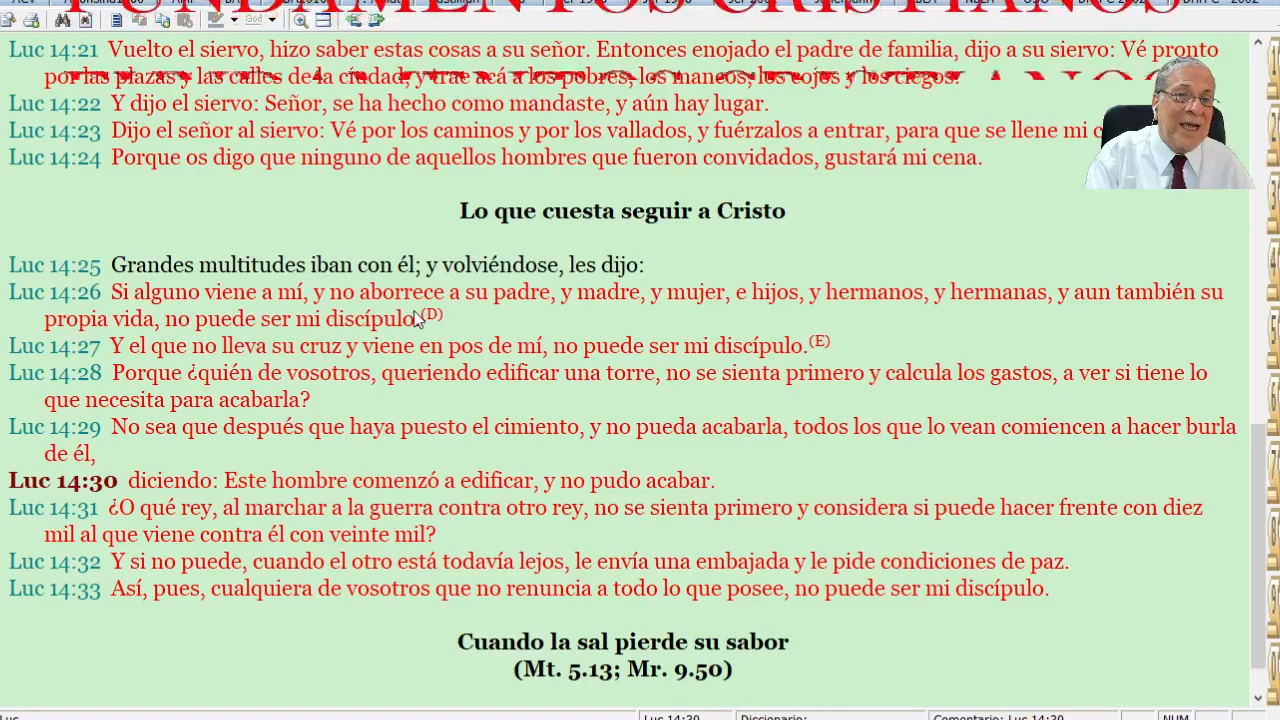 FUNDAMENTOS CRISTIANOS
Luc 14:21 Vuelto el siervo, hizo saber estas cosas a su señor. Entonces enojado el padre de familia, dijo a su siervo: Vé pronto
por las plazas y las calles de la ciudad, y trae acá a los pobres, los mancos, los cojos y los ciegos.
Luc 14:22 Y dijo el siervo: Señor, se ha hecho como mandaste, y aún hay lugar.
Luc 14:23 Dijo el señor al siervo: Vé por los caminos y por los vallados, y fuérzalos a entrar, para que se llene mi
Luc 14:24 Porque os digo que ninguno de aquellos hombres que fueron convidados, gustará mi cena.
Lo que cuesta seguir a Cristo
Luc 14:25 Grandes multitudes iban con él; y volviéndose, les dijo:
Luc 14:26 Si alguno viene a mí, y no aborrece a su padre, y madre, y mujer, e hijos, y hermanos, y hermanas, y aun también su
propia vida, no puede ser mi discípulo.(D)
Luc 14:27 Y el que no lleva su cruz y viene en pos de mí, no puede ser mi discípulo.(E)
Luc 14:28 Porque ¿quién de vosotros, queriendo edificar una torre, no se sienta primero y calcula los gastos, a ver si tiene lo
que necesita para acabarla?
Luc 14:29 No sea que después que haya puesto el cimiento, y no pueda acabarla, todos los que lo vean comiencen a hacer burla
de él,
Luc 14:30 diciendo: Este hombre comenzó a edificar, y no pudo acabar.
Luc 14:31 ¿O qué rey, al marchar a la guerra contra otro rey, no se sienta primero y considera si puede hacer frente con diez
mil al que viene contra él con veinte mil?
Luc 14:32 Y si no puede, cuando el otro está todavía lejos, le envía una embajada y le pide condiciones de paz.
Luc 14:33 Así, pues, cualquiera de vosotros que no renuncia a todo lo que posee, no puede ser mi discípulo.
Cuando la sal pierde su sabor
(Mt. 5.13; Mr. 9.50)
Luc 14:30 Diccionario: Comentario: Luc 14:30 NUM